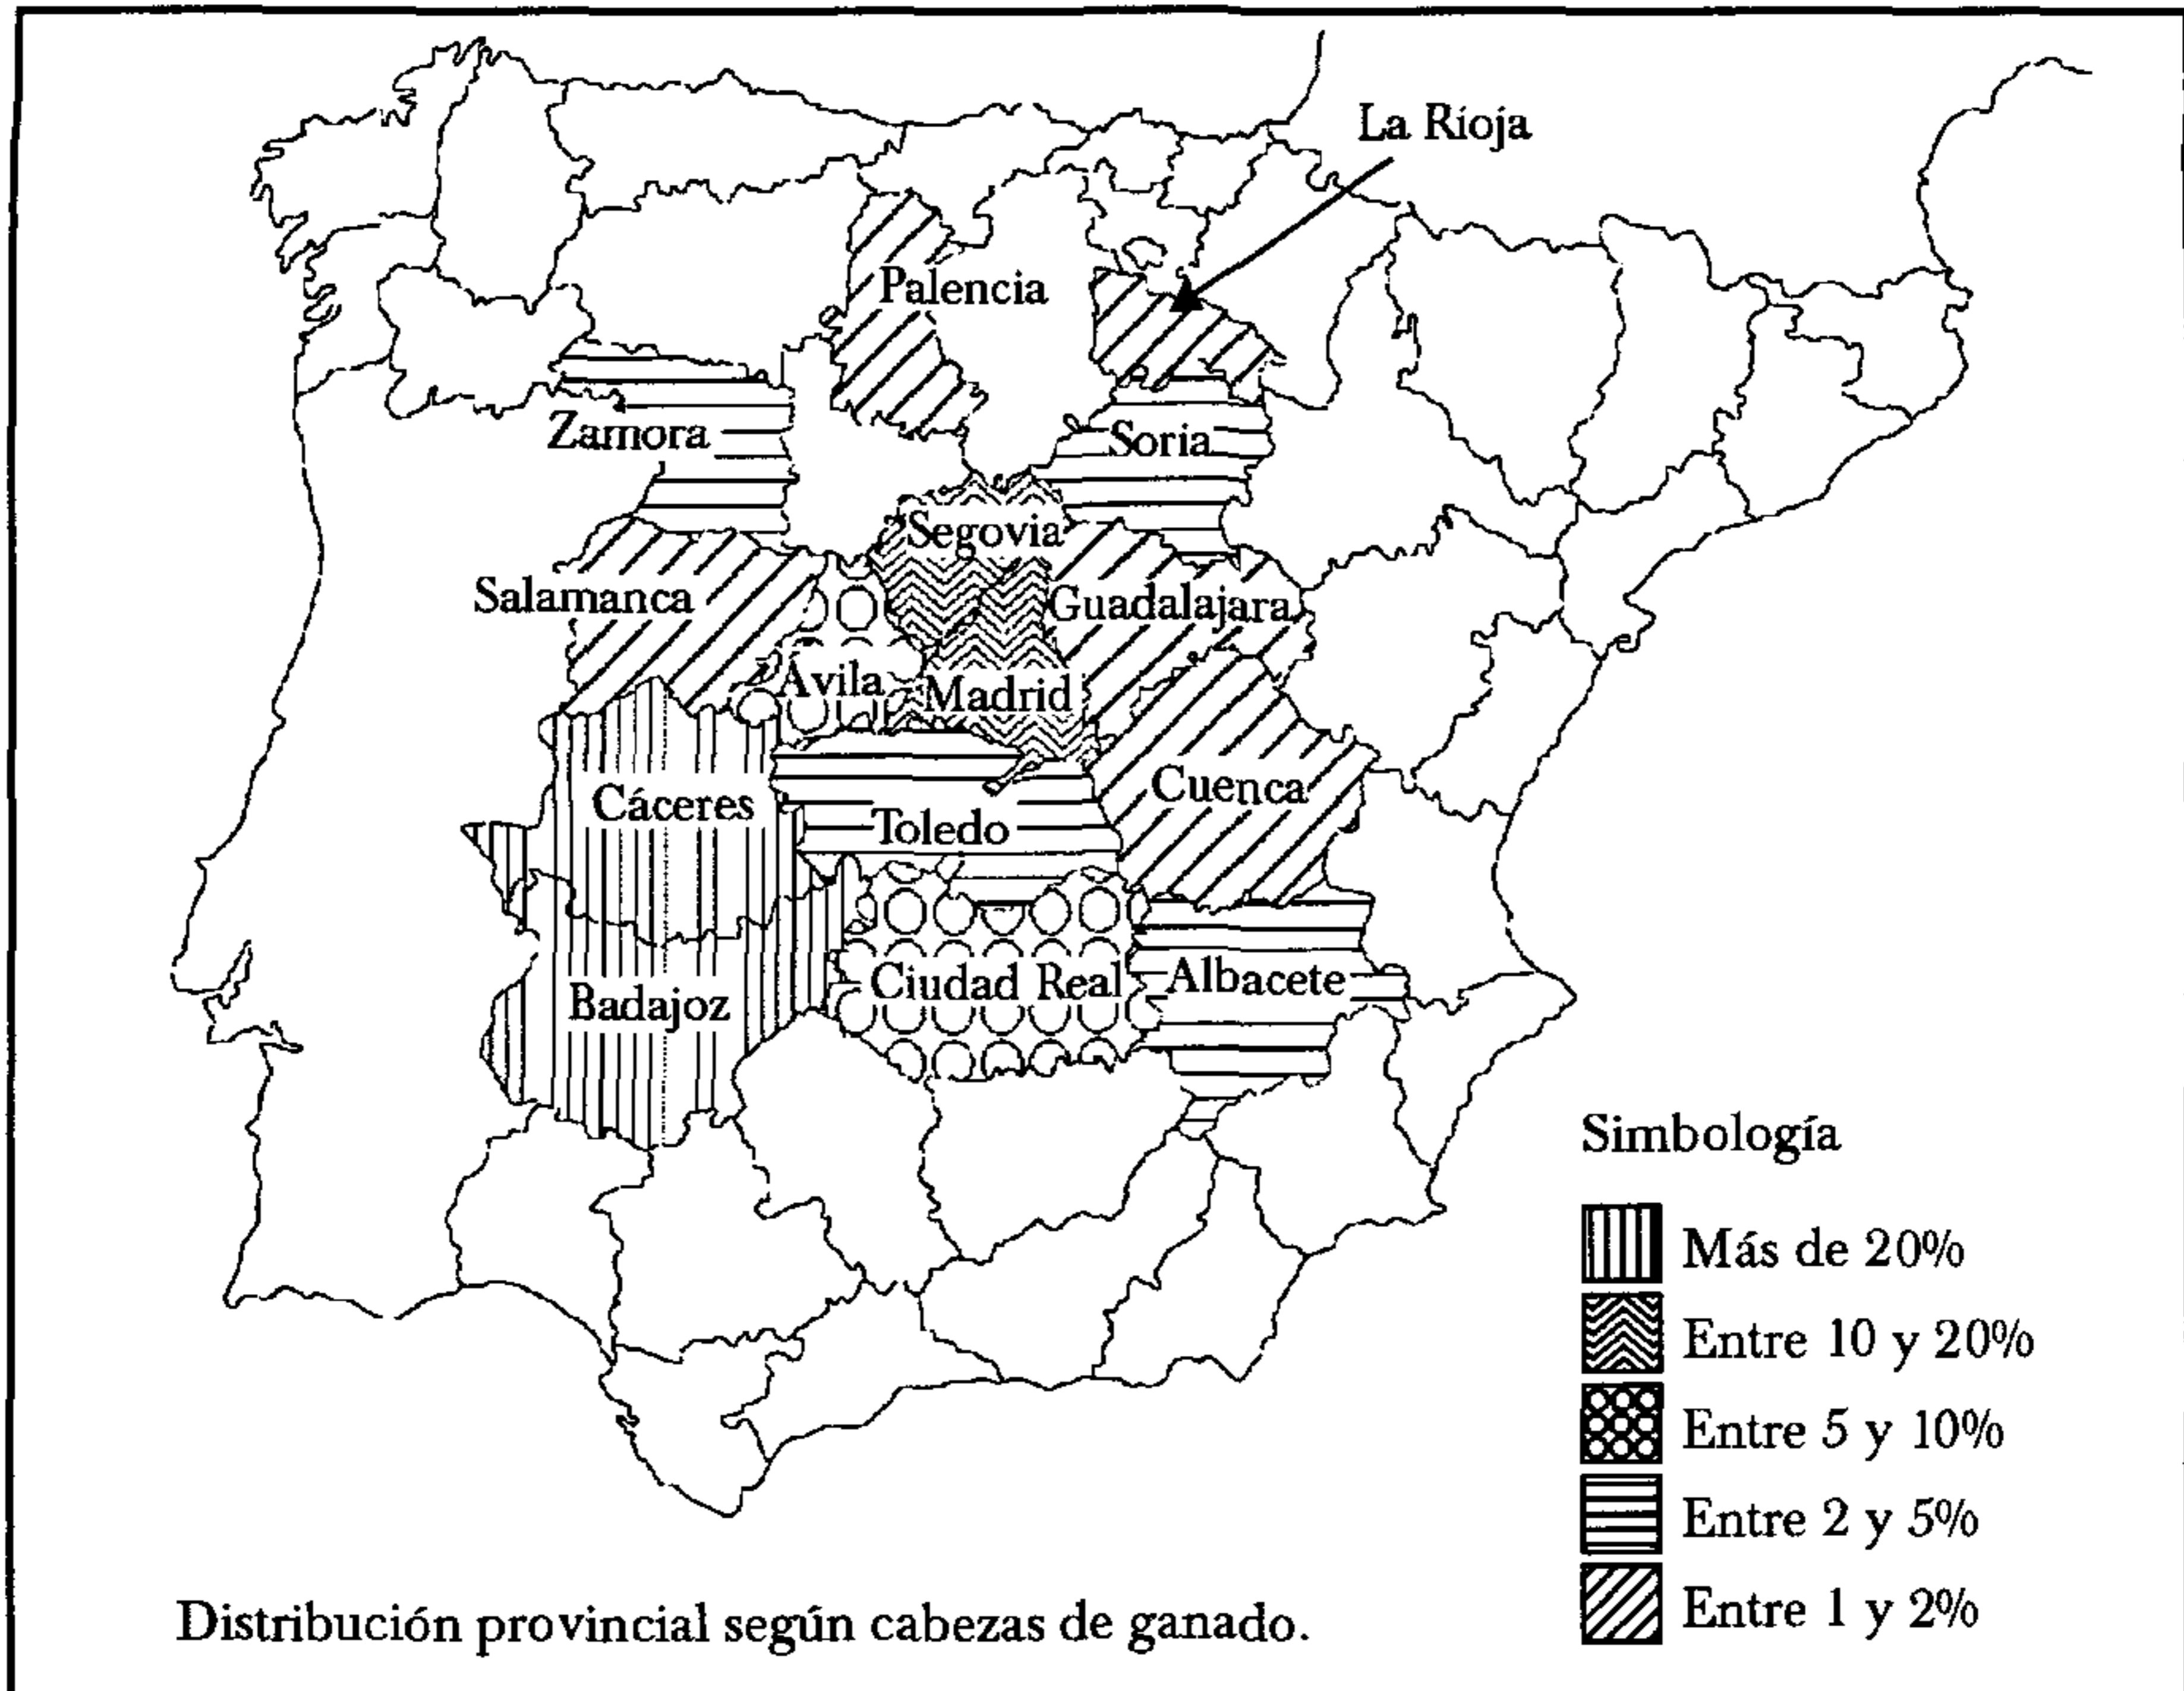 La Rioja
Palencia
Zamora
Soria
Segovia
Salamanca
Guadalajara
Ávila
Madrid
Cáceres
Cuenca
Toledo
Badajoz
Ciudad Real
Albacete
Simbología
Más de 20%
Entre 10 y 20%
Entre 5 y 10%
Entre 2 y 5%
Entre 1 y 2%
Distribución provincial según cabezas de ganado.